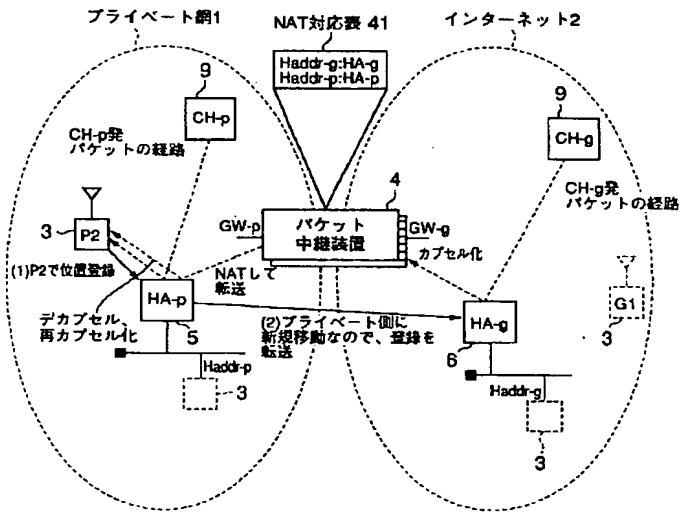 プライベート網1
NAT対応表 41
インターネット2
Haddr-g:HA-g
Haddr-p:HA-p
9
CH-p
9
CH-g
CH-p発
パケットの経路
CH-g発
パケットの経路
4
GW-p
パケット
中継装置
GW-g
カプセル化
3
P2
(1)P2で位置登録
NATして
転送
G1
3
HA-p
5
デカプセル、
再カプセル化
(2)プライベート側に
新規移動なので、登録を
転送
HA-g
6
Haddr-p
3
Haddr-g
3